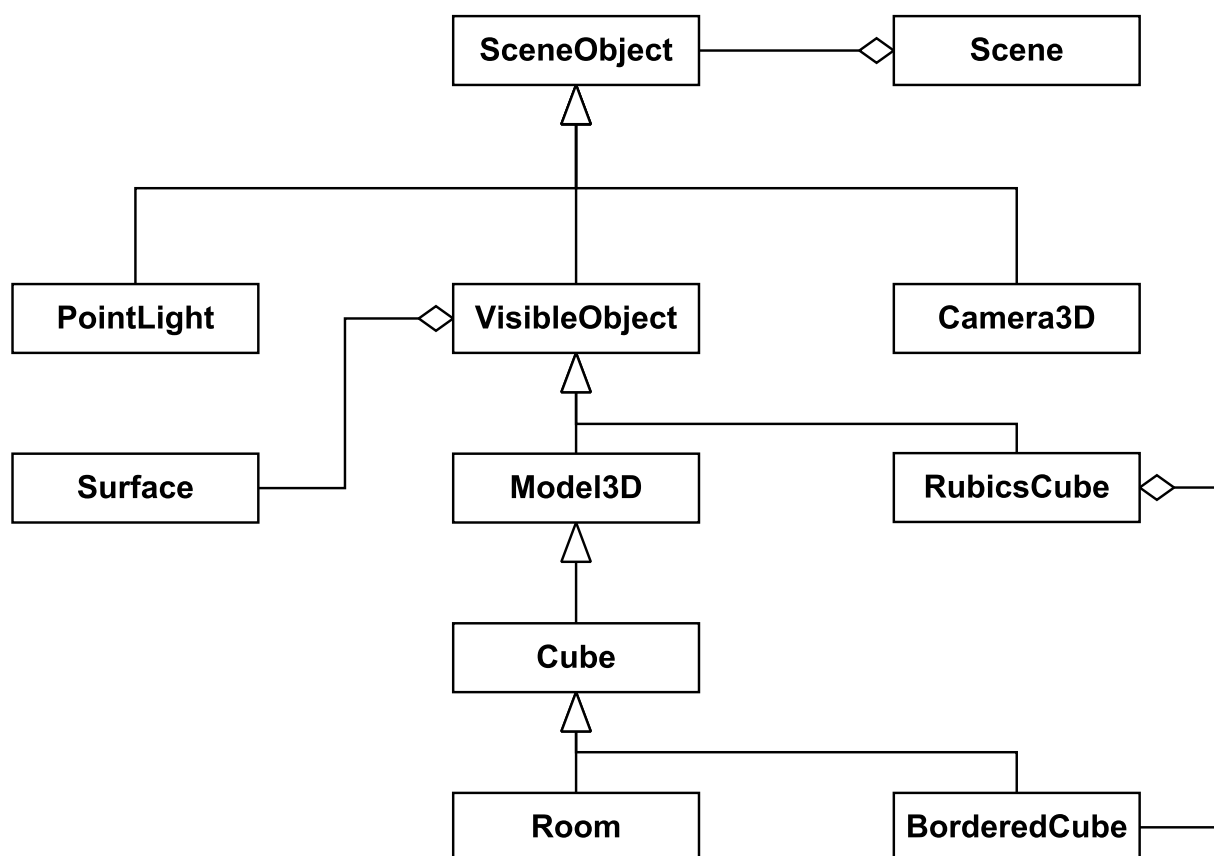 SceneObject
Scene
PointLight
VisibleObject
Camera3D
Surface
Model3D
RubicsCube
Cube
Room
BorderedCube